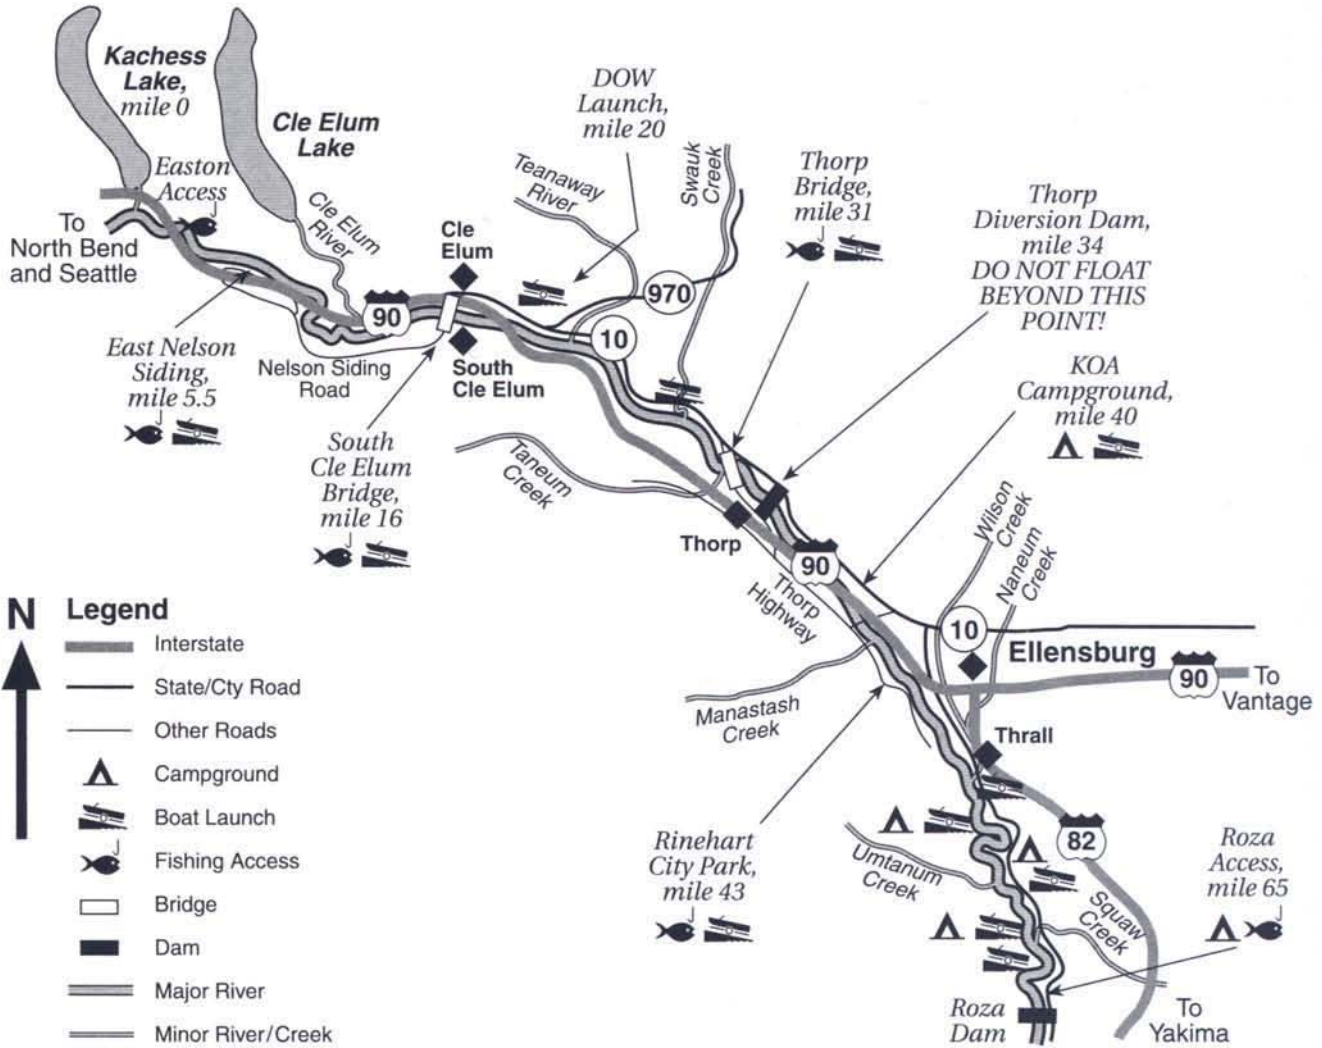 Kachess
Lake,
mile 0
Cle Elum
Lake
Easton
Access
To
North Bend
and Seattle
Cle Elum
River
DOW
Launch,
mile 20
Teanaway
River
Swauk
Creek
Thorp
Bridge,
mile 31
Thorp
Diversion Dam,
mile 34
DO NOT FLOAT
BEYOND THIS
POINT!
Cle
Elum
970
90
10
East Nelson
Siding,
mile 5.5
Nelson Siding
Road
South
Cle Elum
KOA
Campground,
mile 40
South
Cle Elum
Bridge,
mile 16
Taneum
Creek
Thorp
Wilson
Creek
Naneum
Creek
90
Thorp
Highway
10
Ellensburg
90
To
Vantage
Manastash
Creek
Thrall
Rinehart
City Park,
mile 43
Umtanum
Creek
82
Squaw
Creek
Roza
Access,
mile 65
Roza
Dam
To
Yakima
N
Legend
Interstate
State/Cty Road
Other Roads
Campground
Boat Launch
Fishing Access
Bridge
Dam
Major River
Minor River/Creek